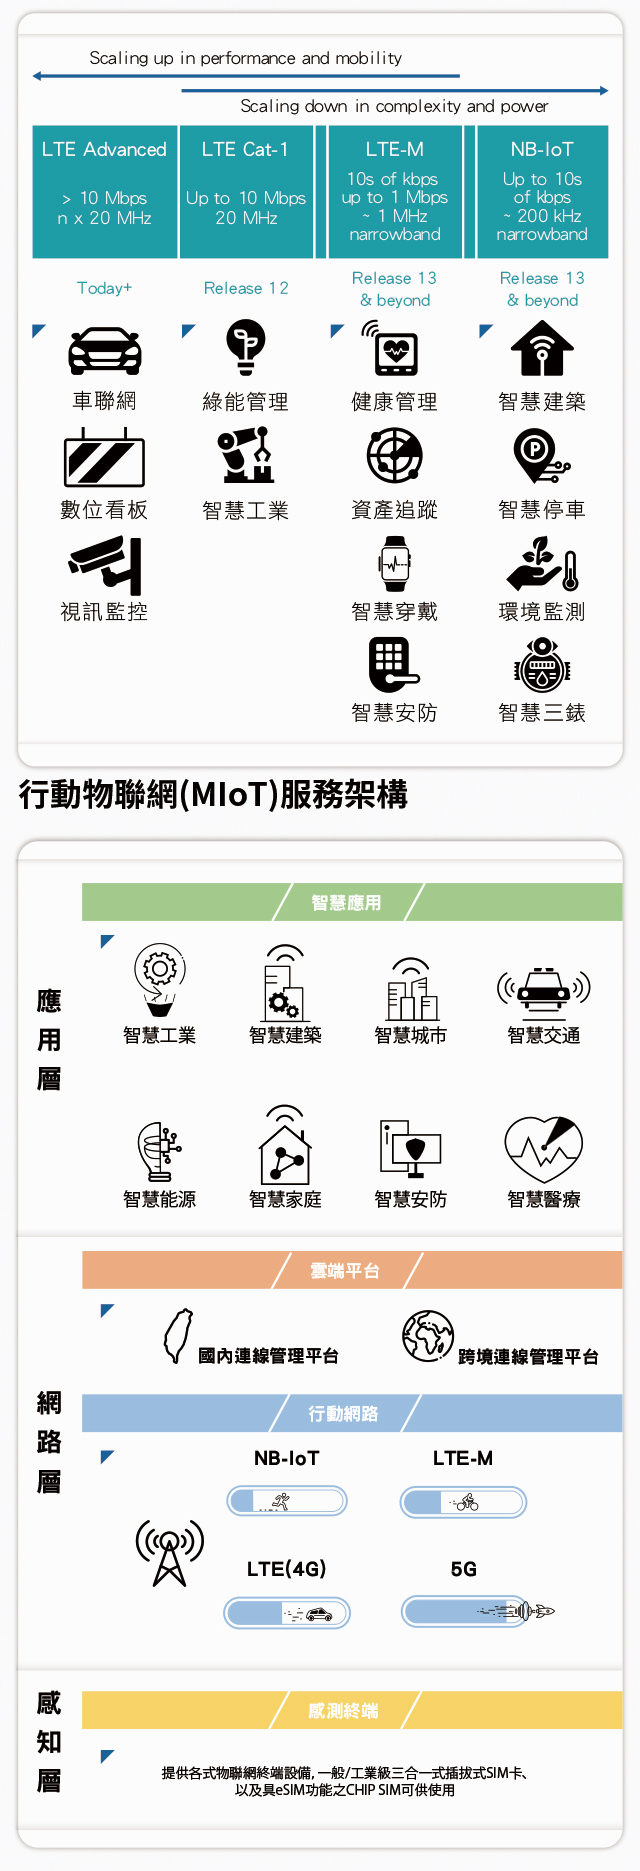 Scaling up in performance and mobility
Scaling down in complexity and power
LTE Advanced
> 10 Mbps
n x 20 MHz
LTE Cat-1
Up to 10 Mbps
20 MHz
LTE-M
10s of kbps
up to 1 Mbps
~ 1 MHz
narrowband
NB-IoT
Up to 10s
of kbps
~ 200 kHz
narrowband
Today+
Release 12
Release 13
& beyond
Release 13
& beyond
車聯網
綠能管理
健康管理
智慧建築
P
數位看板
智慧工業
資產追蹤
智慧停車
視訊監控
智慧穿戴
環境監測
智慧安防
智慧三錶
行動物聯網(MIoT)服務架構
應用層
智慧應用
智慧工業
智慧建築
智慧城市
智慧交通
智慧能源
智慧家庭
智慧安防
智慧醫療
網路層
雲端平台
國內連線管理平台
跨境連線管理平台
行動網路
NB-IoT
LTE-M
LTE(4G)
5G
感知層
感測終端
提供各式物聯網終端設備, 一般/工業級三合一式插拔式SIM卡、
以及具eSIM功能之CHIP SIM可供使用